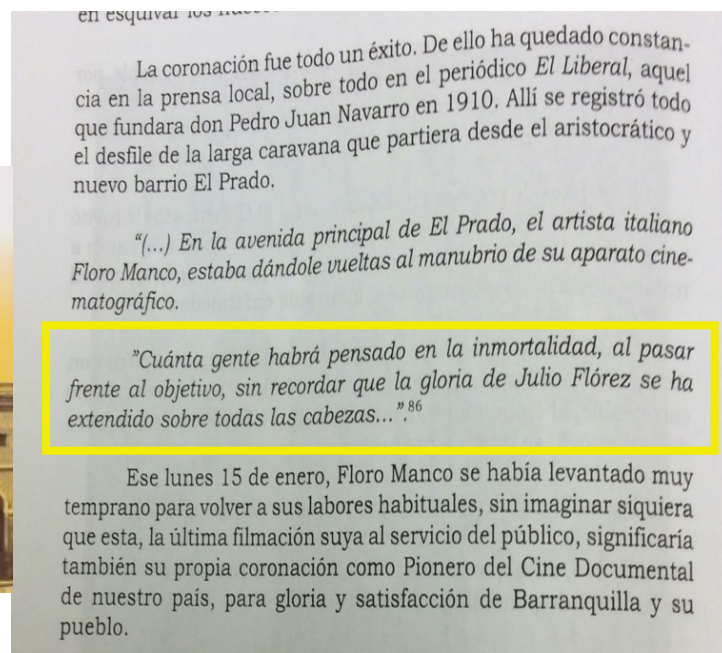 en esquivar los
La coronación fue todo un éxito. De ello ha quedado constan-
cia en la prensa local, sobre todo en el periódico El Liberal, aquel
que fundara don Pedro Juan Navarro en 1910. Allí se registró todo
el desfile de la larga caravana que partiera desde el aristocrático y
nuevo barrio El Prado.
"(...) En la avenida principal de El Prado, el artista italiano
Floro Manco, estaba dándole vueltas al manubrio de su aparato cine-
matográfico.
"Cuánta gente habrá pensado en la inmortalidad, al pasar
frente al objetivo, sin recordar que la gloria de Julio Flórez se ha
extendido sobre todas las cabezas...".86
Ese lunes 15 de enero, Floro Manco se había levantado muy
temprano para volver a sus labores habituales, sin imaginar siquiera
que esta, la última filmación suya al servicio del público, significaría
también su propia coronación como Pionero del Cine Documental
de nuestro país, para gloria y satisfacción de Barranquilla y su
pueblo.